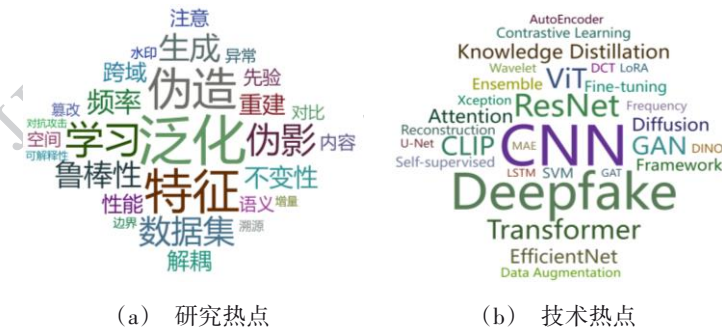 注意
水印 生成 异常
跨域 伪造 先验
篡改 频率 重建 对比
对抗攻击 学习 泛化 伪影 内容
空间
可解释性 鲁棒性 特征 不变性
性能 语义 增量
边界 数据集 溯源
解耦
(a) 研究热点
AutoEncoder
Contrastive Learning
Knowledge Distillation
Wavelet ViT DCT LoRA
Ensemble Fine-tuning
Xception ResNet Frequency
Attention Diffusion
Reconstruction CNN GAN
U-Net CLIP MAE DINO
Self-supervised LSTM SVM GAT Framework
Deepfake
Transformer
EfficientNet
Data Augmentation
(b) 技术热点